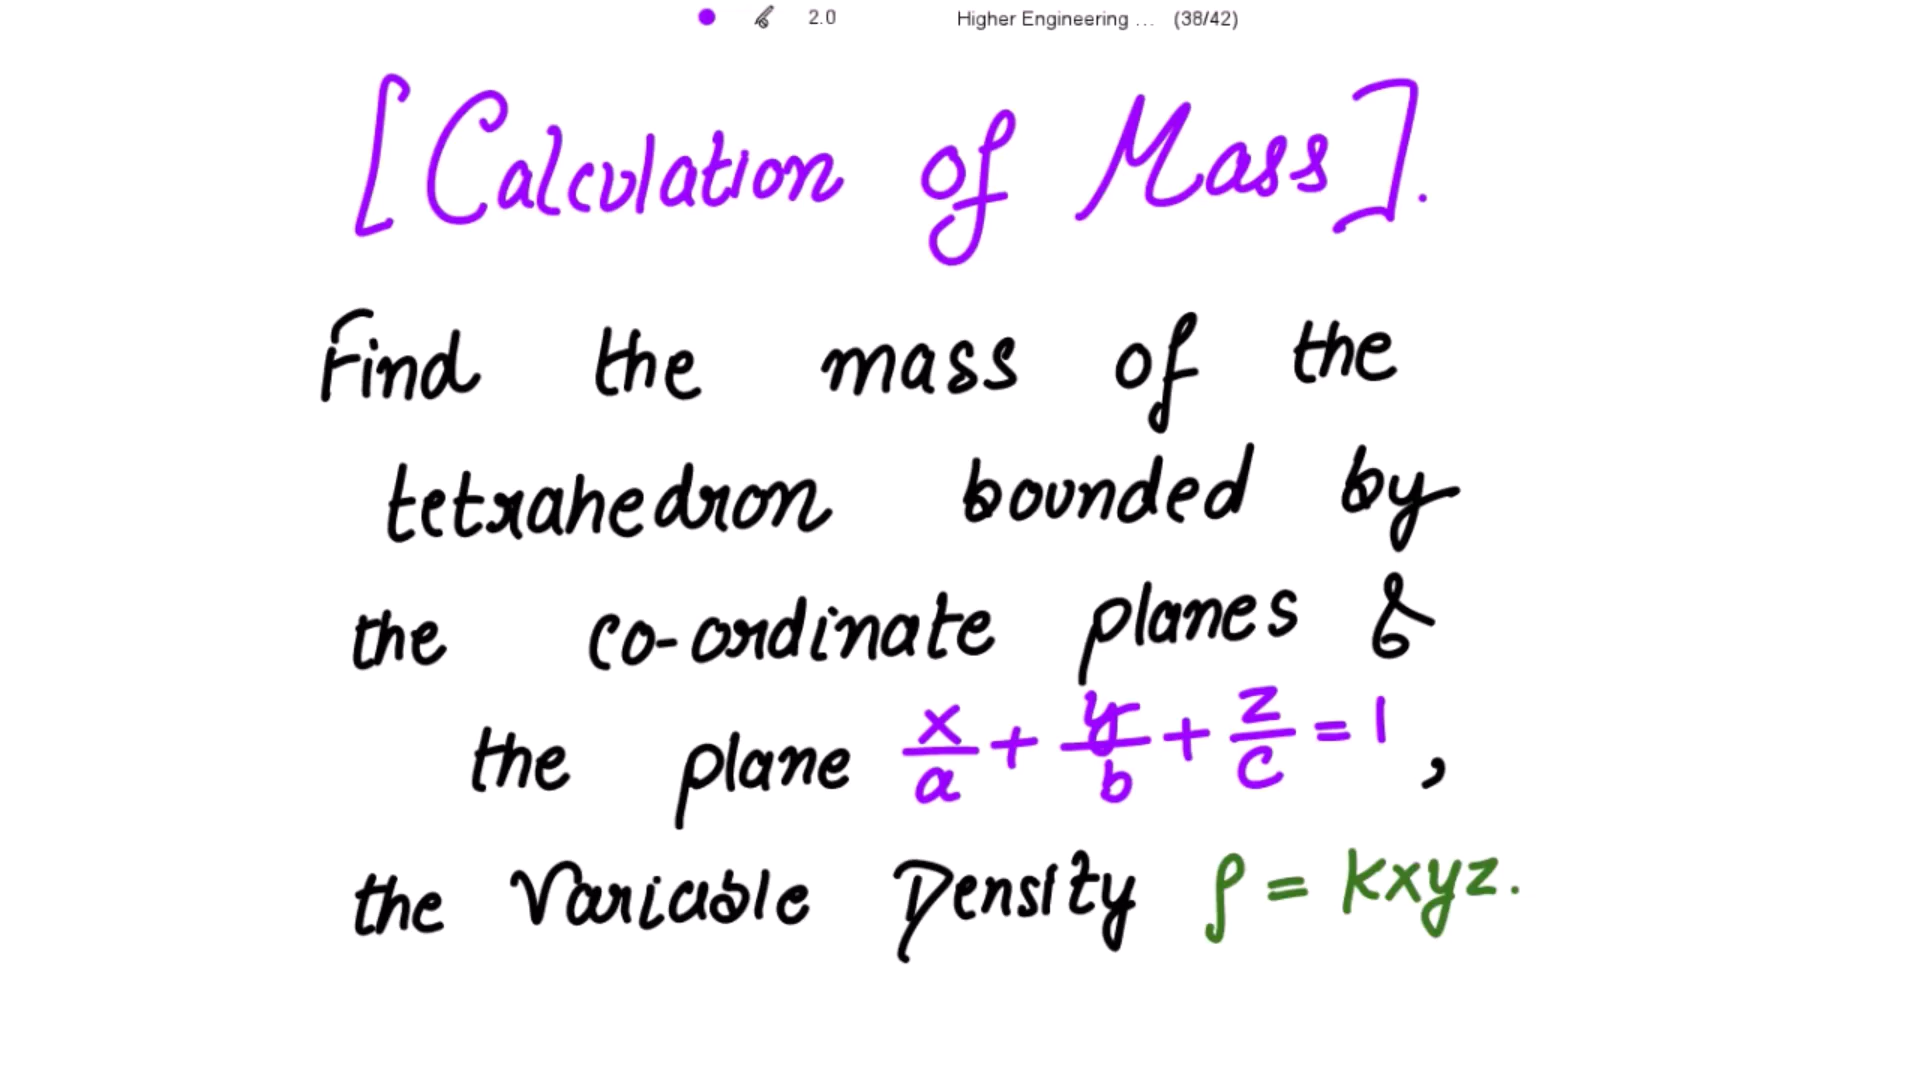 2.0 Higher Engineering ... (38/42)
[Calculation of Mass].
Find the mass of the
tetrahedron bounded by
the co-ordinate planes &
the plane x/a + y/b + z/c = 1 ,
the Variable Density ρ = kxyz.